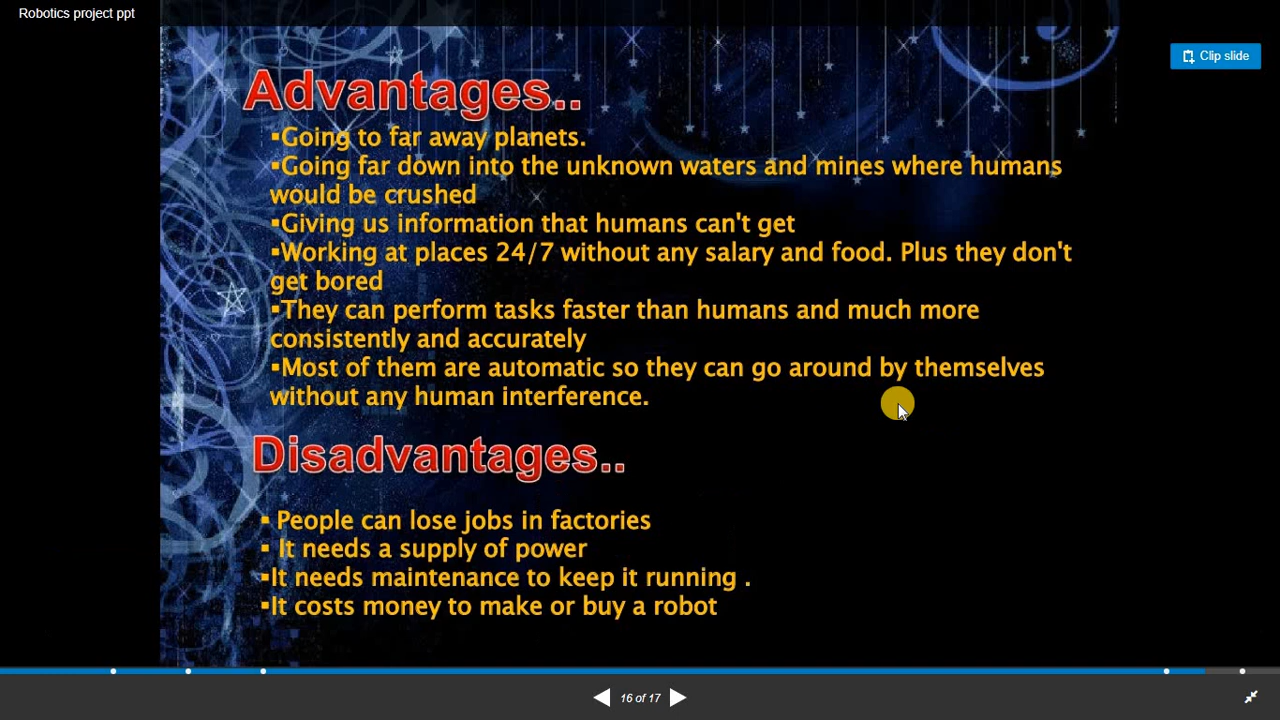 Robotics project ppt
Clip slide
Advantages..
▪Going to far away planets.
▪Going far down into the unknown waters and mines where humans
would be crushed
▪Giving us information that humans can't get
▪Working at places 24/7 without any salary and food. Plus they don't
get bored
▪They can perform tasks faster than humans and much more
consistently and accurately
▪Most of them are automatic so they can go around by themselves
without any human interference.
Disadvantages..
▪ People can lose jobs in factories
▪ It needs a supply of power
▪It needs maintenance to keep it running .
▪It costs money to make or buy a robot
16 of 17